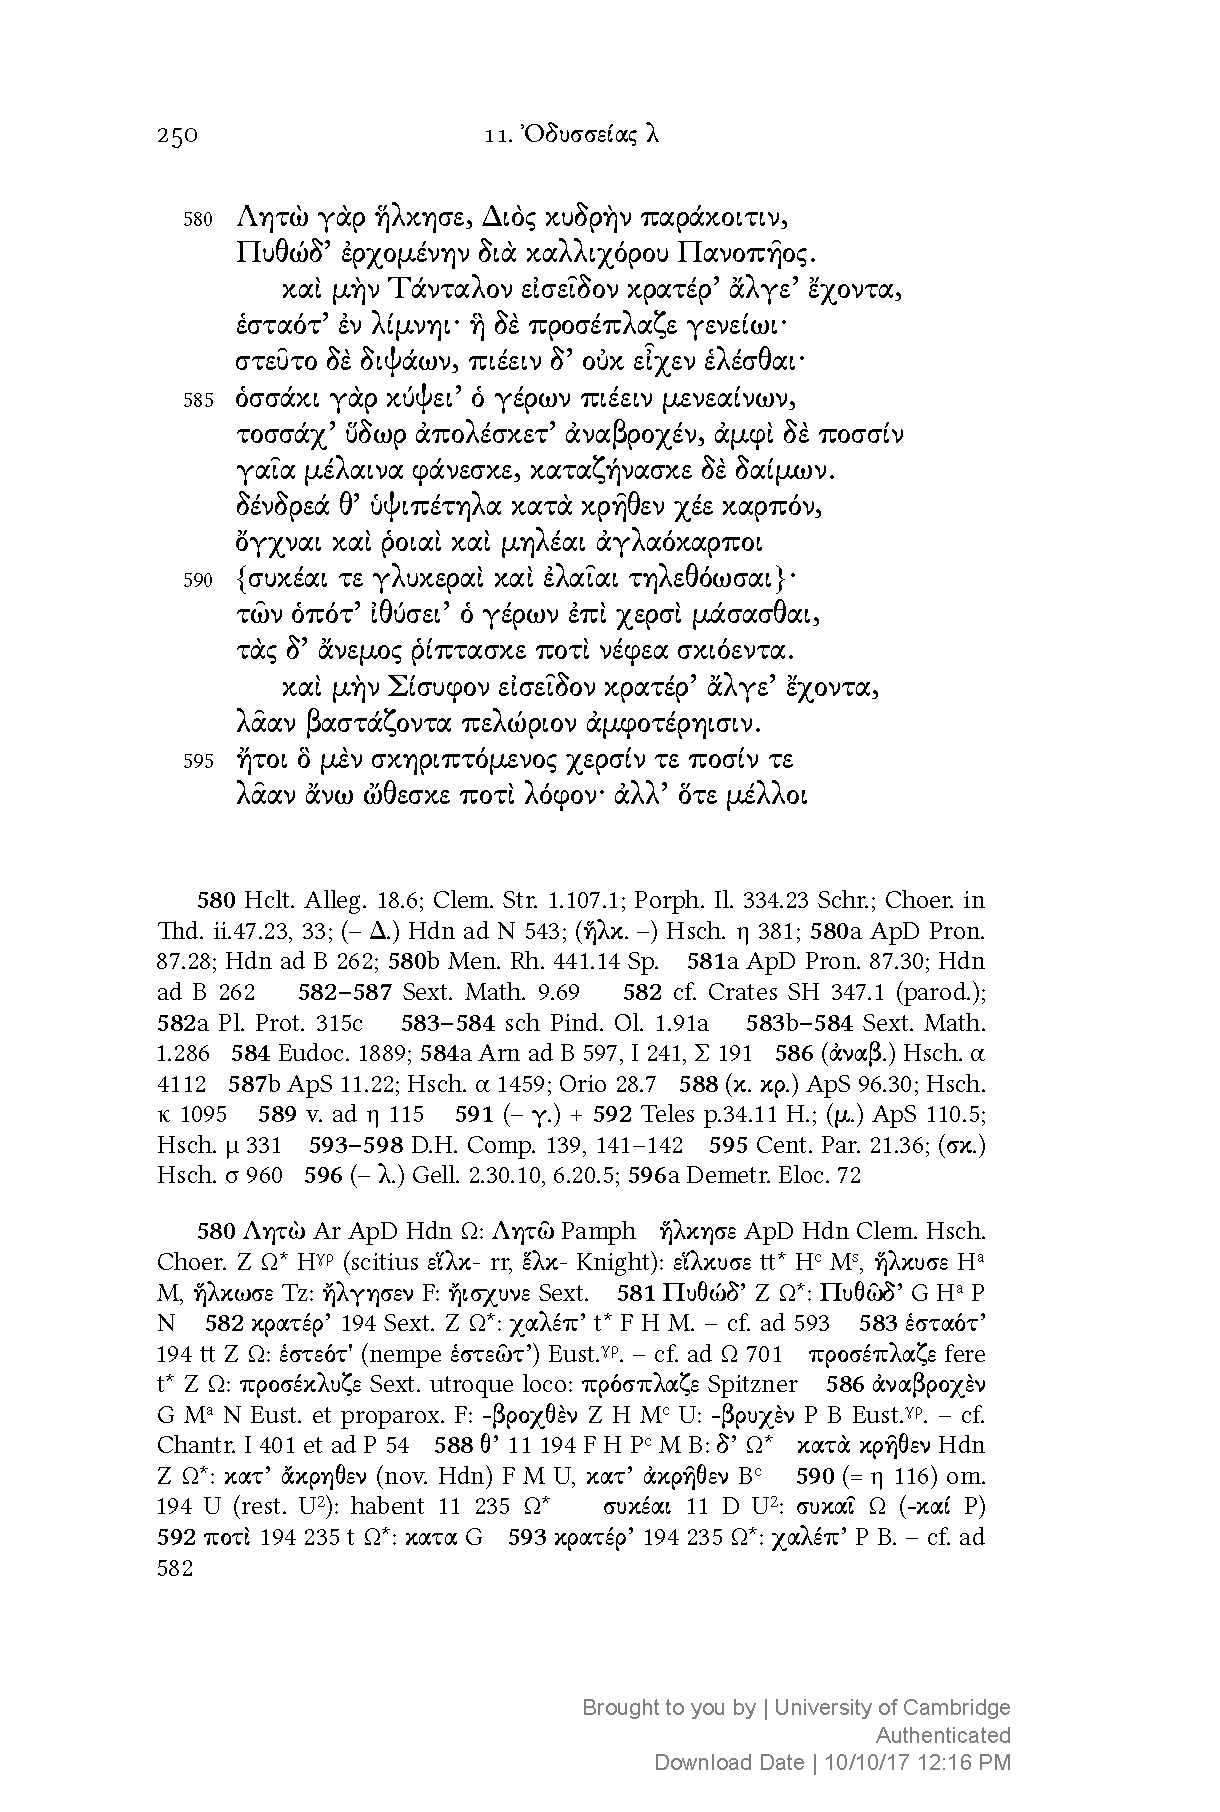 250 11. Ὀδυσσείας λ
580 Λητὼ γὰρ ἥλκησε, Διὸς κυδρὴν παράκοιτιν,
Πυθώδ’ ἐρχομένην διὰ καλλιχόρου Πανοπῆος.
καὶ μὴν Τάνταλον εἰσεῖδον κρατέρ’ ἄλγε’ ἔχοντα,
ἑσταότ’ ἐν λίμνηι· ἣ δὲ προσέπλαζε γενείωι·
στεῦτο δὲ διψάων, πιέειν δ’ οὐκ εἶχεν ἑλέσθαι·
585 ὁσσάκι γὰρ κύψει’ ὁ γέρων πιέειν μενεαίνων,
τοσσάχ’ ὕδωρ ἀπολέσκετ’ ἀναβροχέν, ἀμφὶ δὲ ποσσίν
γαῖα μέλαινα φάνεσκε, καταζήνασκε δὲ δαίμων.
δένδρεά θ’ ὑψιπέτηλα κατὰ κρῆθεν χέε καρπόν,
ὄγχναι καὶ ῥοιαὶ καὶ μηλέαι ἀγλαόκαρποι
590 {συκέαι τε γλυκεραὶ καὶ ἐλαῖαι τηλεθόωσαι}·
τῶν ὁπότ’ ἰθύσει’ ὁ γέρων ἐπὶ χερσὶ μάσασθαι,
τὰς δ’ ἄνεμος ῥίπτασκε ποτὶ νέφεα σκιόεντα.
καὶ μὴν Σίσυφον εἰσεῖδον κρατέρ’ ἄλγε’ ἔχοντα,
λᾶαν βαστάζοντα πελώριον ἀμφοτέρηισιν.
595 ἤτοι ὃ μὲν σκηριπτόμενος χερσίν τε ποσίν τε
λᾶαν ἄνω ὤθεσκε ποτὶ λόφον· ἀλλ’ ὅτε μέλλοι
580 Hclt. Alleg. 18.6; Clem. Str. 1.107.1; Porph. Il. 334.23 Schr.; Choer. in
Thd. ii.47.23, 33; (– Δ.) Hdn ad N 543; (ἥλκ. –) Hsch. η 381; 580a ApD Pron.
87.28; Hdn ad B 262; 580b Men. Rh. 441.14 Sp. 581a ApD Pron. 87.30; Hdn
ad B 262 582–587 Sext. Math. 9.69 582 cf. Crates SH 347.1 (parod.);
582a Pl. Prot. 315c 583–584 sch Pind. Ol. 1.91a 583b–584 Sext. Math.
1.286 584 Eudoc. 1889; 584a Arn ad B 597, I 241, Σ 191 586 (ἀναβ.) Hsch. α
4112 587b ApS 11.22; Hsch. α 1459; Orio 28.7 588 (κ. κρ.) ApS 96.30; Hsch.
κ 1095 589 v. ad η 115 591 (– γ.) + 592 Teles p.34.11 H.; (μ.) ApS 110.5;
Hsch. μ 331 593–598 D.H. Comp. 139, 141–142 595 Cent. Par. 21.36; (σκ.)
Hsch. σ 960 596 (– λ.) Gell. 2.30.10, 6.20.5; 596a Demetr. Eloc. 72
580 Λητὼ Ar ApD Hdn Ω: Λητῶ Pamph ἥλκησε ApD Hdn Clem. Hsch.
Choer. Z Ω* Hγρ (scitius εἵλκ- rr, ἕλκ- Knight): εἵλκυσε tt* Hc Ms, ἥλκυσε Ha
M, ἥλκωσε Tz: ἤλγησεν F: ἤισχυνε Sext. 581 Πυθώδ’ Z Ω*: Πυθῶδ’ G Ha P
N 582 κρατέρ’ 194 Sext. Z Ω*: χαλέπ’ t* F H M. – cf. ad 593 583 ἑσταότ’
194 tt Z Ω: ἑστεότ' (nempe ἑστεῶτ’) Eust.γρ. – cf. ad Ω 701 προσέπλαζε fere
t* Z Ω: προσέκλυζε Sext. utroque loco: πρόσπλαζε Spitzner 586 ἀναβροχὲν
G Ma N Eust. et proparox. F: -βροχθὲν Z H Mc U: -βρυχὲν P B Eust.γρ. – cf.
Chantr. I 401 et ad P 54 588 θ’ 11 194 F H Pc M B: δ’ Ω* κατὰ κρῆθεν Hdn
Z Ω*: κατ’ ἄκρηθεν (nov. Hdn) F M U, κατ’ ἀκρῆθεν Bc 590 (= η 116) om.
194 U (rest. U2): habent 11 235 Ω* συκέαι 11 D U2: συκαῖ Ω (-καί P)
592 ποτὶ 194 235 t Ω*: κατα G 593 κρατέρ’ 194 235 Ω*: χαλέπ’ P B. – cf. ad
582
Brought to you by | University of Cambridge
Authenticated
Download Date | 10/10/17 12:16 PM